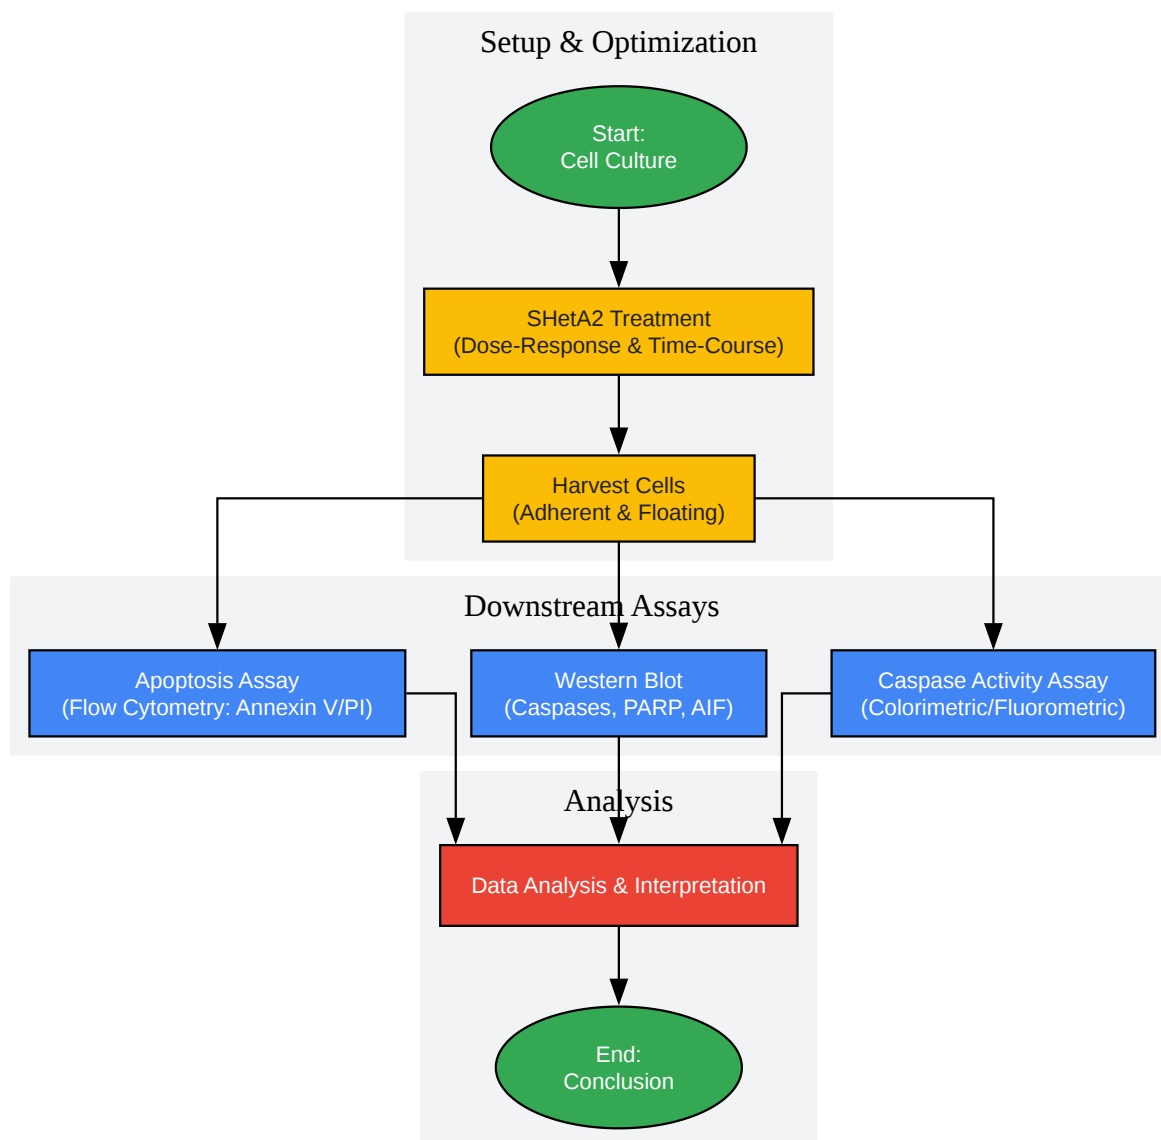 Setup & Optimization
Start:
Cell Culture
SHetA2 Treatment
(Dose-Response & Time-Course)
Harvest Cells
(Adherent & Floating)
Downstream Assays
Apoptosis Assay
(Flow Cytometry: Annexin V/PI)
Western Blot
(Caspases, PARP, AIF)
Caspase Activity Assay
(Colorimetric/Fluorometric)
Analysis
Data Analysis & Interpretation
End:
Conclusion